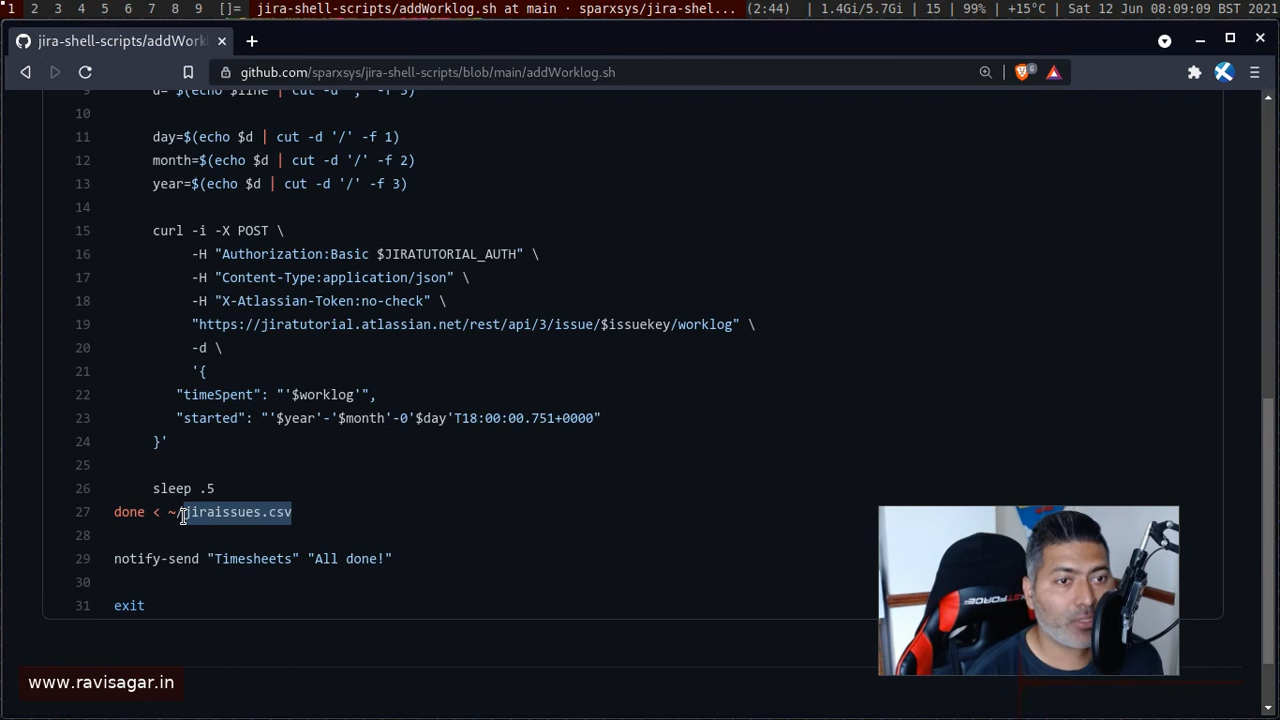 1 2 3 4 5 6 7 8 9 []= jira-shell-scripts/addWorklog.sh at main · sparxsys/jira-shel... (2:44) | 1.4Gi/5.7Gi | 15 | 99% | +15°C | Sat 12 Jun 08:09:09 BST 2021
jira-shell-scripts/addWorkl
github.com/sparxsys/jira-shell-scripts/blob/main/addWorklog.sh 6
9 d=$(echo $line | cut -d
10
11 day=$(echo $d | cut -d '/' -f 1)
12 month=$(echo $d | cut -d '/' -f 2)
13 year=$(echo $d | cut -d '/' -f 3)
14
15 curl -i -X POST \
16 -H "Authorization:Basic $JIRATUTORIAL_AUTH" \
17 -H "Content-Type:application/json" \
18 -H "X-Atlassian-Token:no-check" \
19 "https://jiratutorial.atlassian.net/rest/api/3/issue/$issuekey/worklog" \
20 -d \
21 '{
22 "timeSpent": "'$worklog'",
23 "started": "'$year'-'$month'-0'$day'T18:00:00.751+0000"
24 }'
25
26 sleep .5
27 done < ~/jiraissues.csv
28
29 notify-send "Timesheets" "All done!"
30
31 exit
www.ravisagar.in